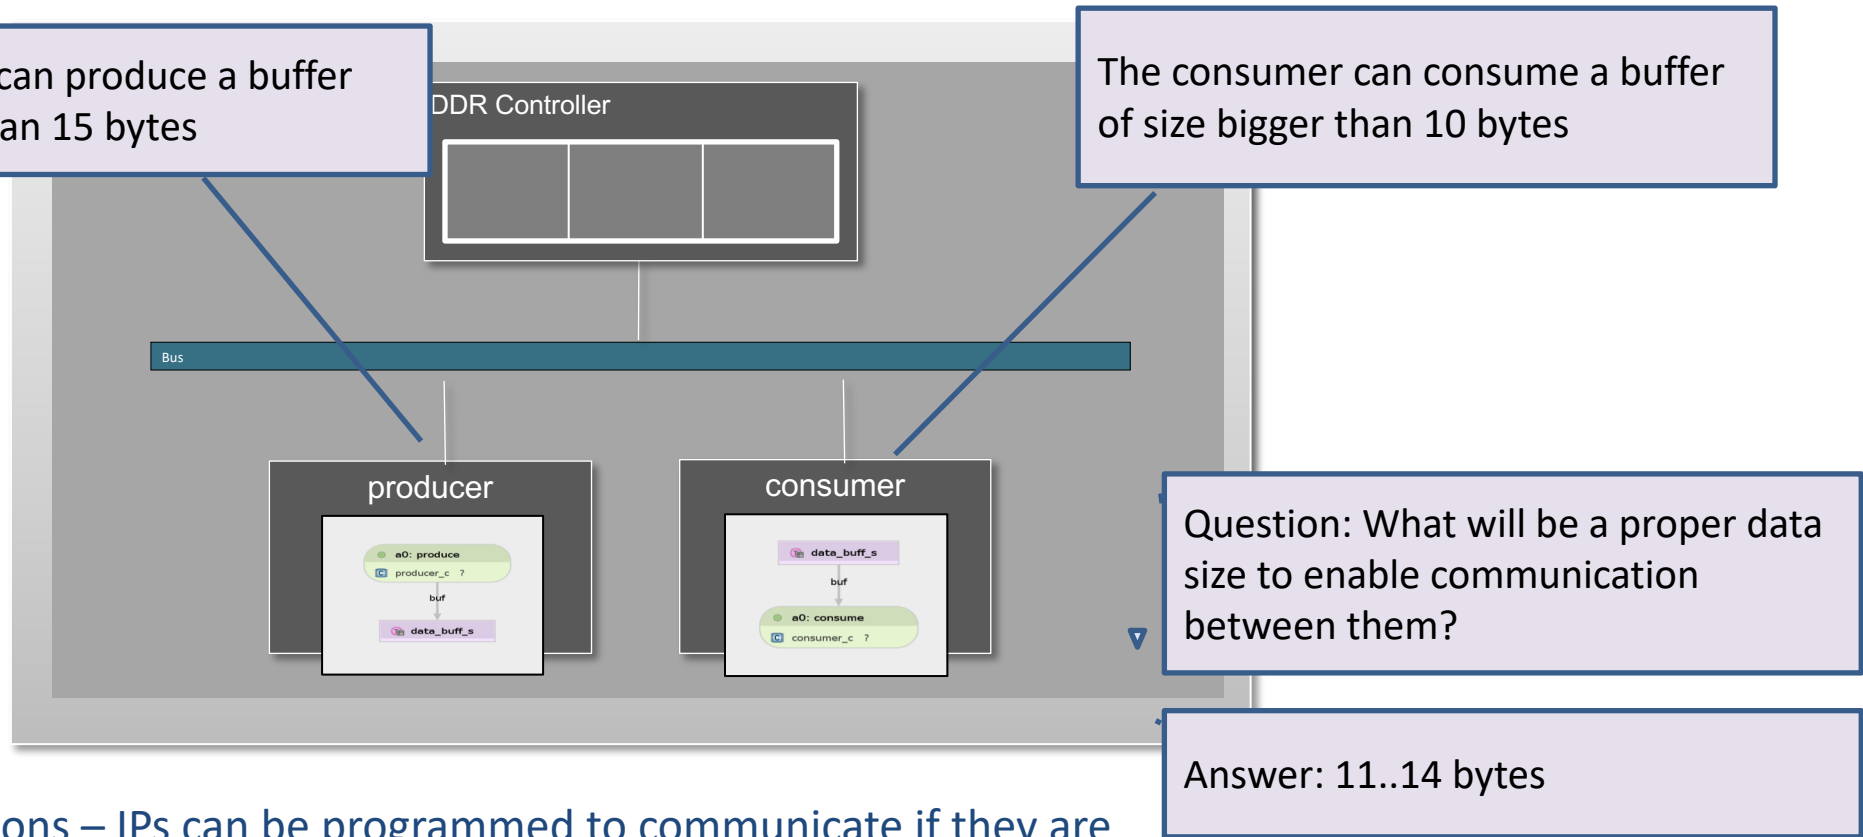 can produce a buffer
an 15 bytes
DDR Controller
The consumer can consume a buffer
of size bigger than 10 bytes
Bus
producer
a0: produce
producer_c ?
buf
data_buff_s
consumer
data_buff_s
buf
a0: consume
consumer_c ?
Question: What will be a proper data
size to enable communication
between them?
Answer: 11..14 bytes
ons – IPs can be programmed to communicate if they are